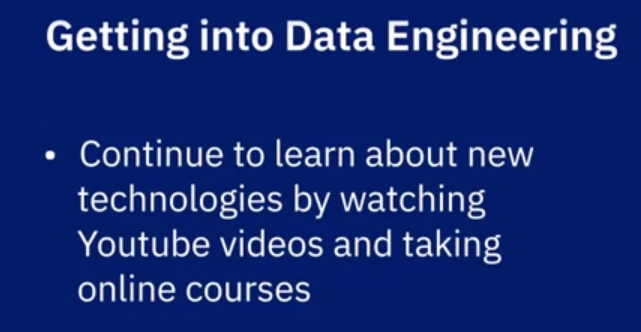 Getting into Data Engineering
• Continue to learn about new
technologies by watching
Youtube videos and taking
online courses